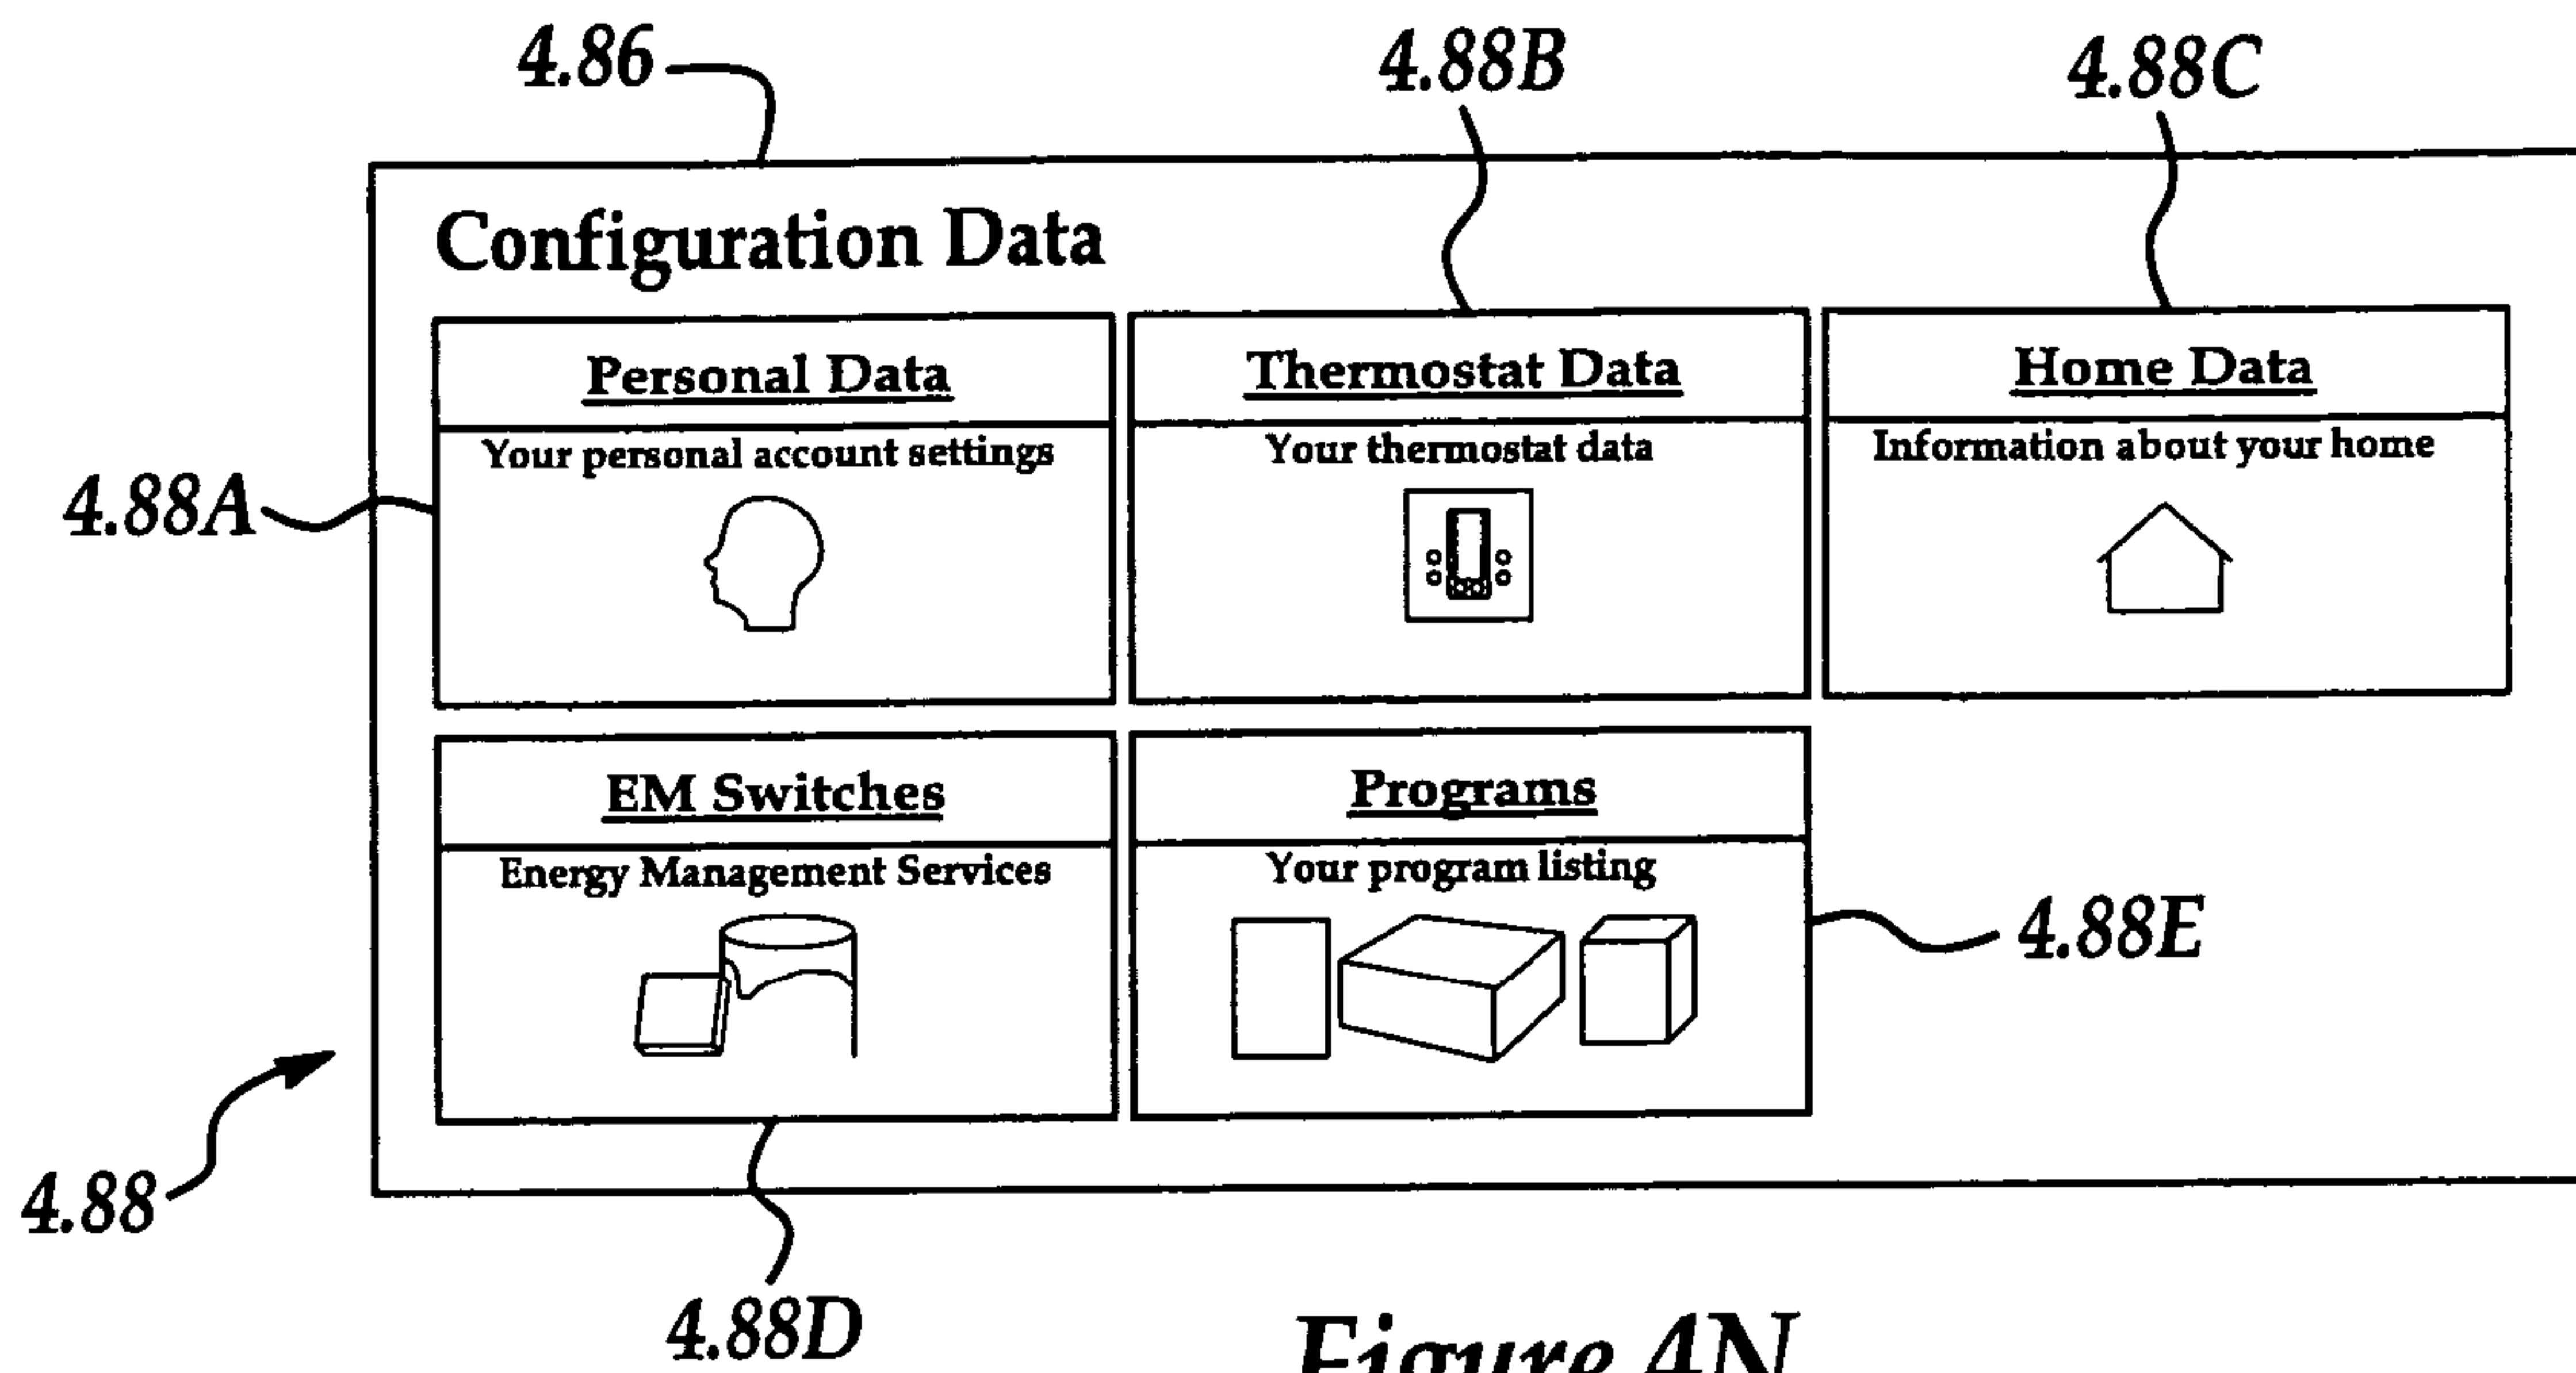 4.86
4.88B
4.88C
Configuration Data
Personal Data
Your personal account settings
4.88A
Thermostat Data
Your thermostat data
Home Data
Information about your home
EM Switches
Energy Management Services
Programs
Your program listing
4.88E
4.88
4.88D
Figure 4N